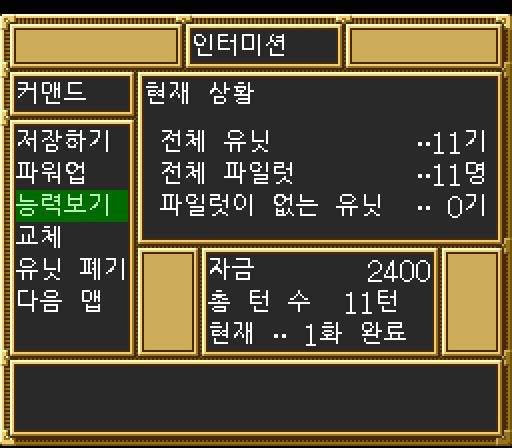 인터미션
커맨드
저장하기
파워업
능력보기
교체
유닛 폐기
다음 맵
현재 상황
전체 유닛 ··11기
전체 파일럿 ··11명
파일럿이 없는 유닛 ·· 0기
자금 2400
총 턴 수 11턴
현재 ·· 1화 완료